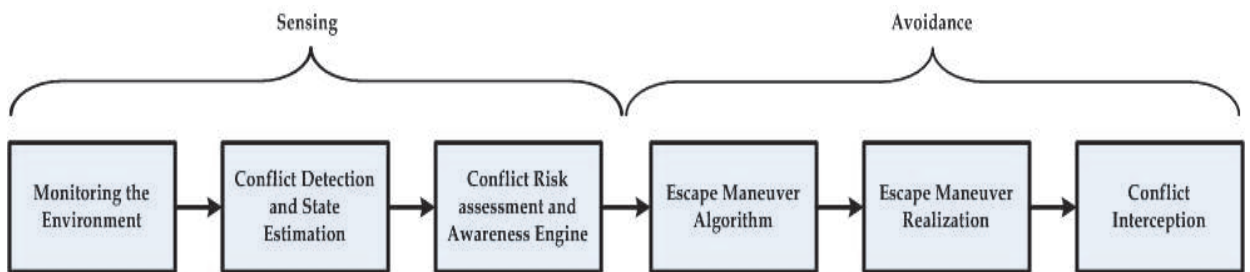 Sensing
Avoidance
Monitoring the
Environment
Conflict Detection
and State
Estimation
Conflict Risk
assessment and
Awareness Engine
Escape Maneuver
Algorithm
Escape Maneuver
Realization
Conflict
Interception